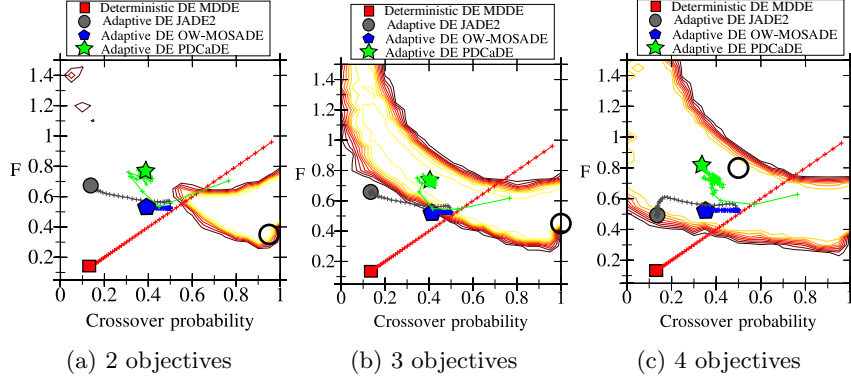 Deterministic DE MDDE
Adaptive DE JADE2
Adaptive DE OW-MOSADE
Adaptive DE PDCaDE
1.4
1.2
1
0.8
F
0.6
0.4
0.2
0 0.2 0.4 0.6 0.8 1
Crossover probability
(a) 2 objectives
Deterministic DE MDDE
Adaptive DE JADE2
Adaptive DE OW-MOSADE
Adaptive DE PDCaDE
1.4
1.2
1
0.8
F
0.6
0.4
0.2
0 0.2 0.4 0.6 0.8 1
Crossover probability
(b) 3 objectives
Deterministic DE MDDE
Adaptive DE JADE2
Adaptive DE OW-MOSADE
Adaptive DE PDCaDE
1.4
1.2
1
F
0.8
0.6
0.4
0.2
0 0.2 0.4 0.6 0.8 1
Crossover probability
(c) 4 objectives